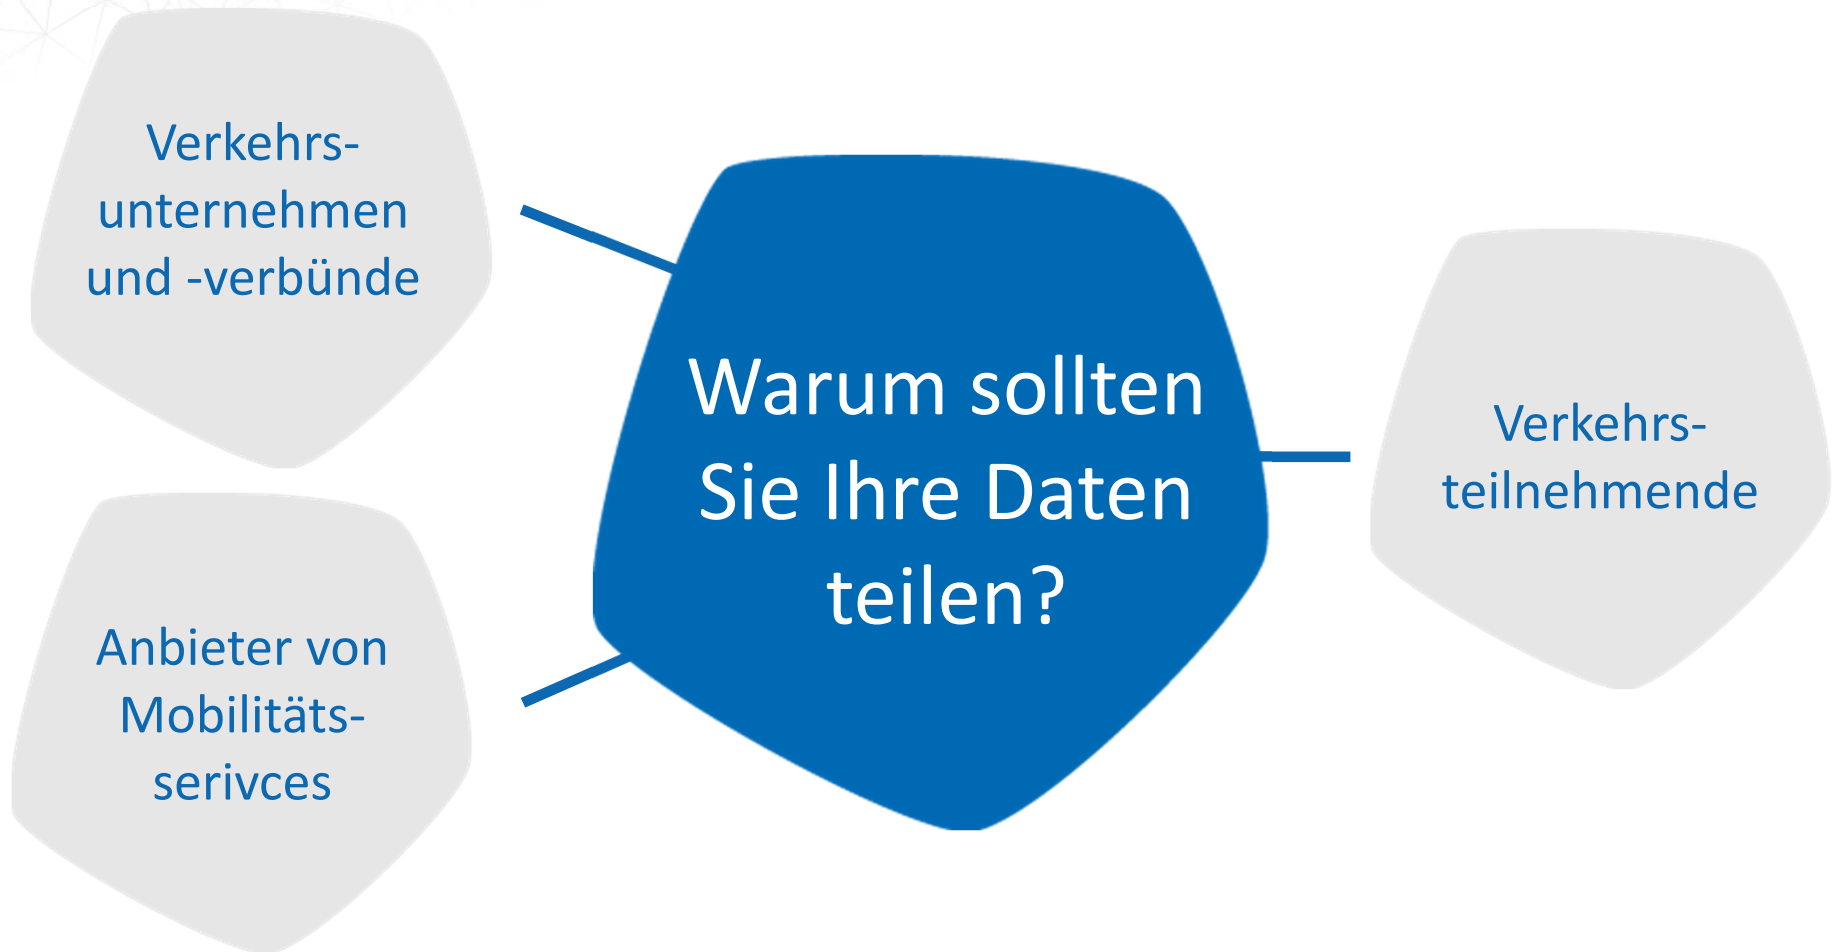 Verkehrs-
unternehmen
und -verbünde
Anbieter von
Mobilitäts-
serivces
Warum sollten
Sie Ihre Daten
teilen?
Verkehrs-
teilnehmende